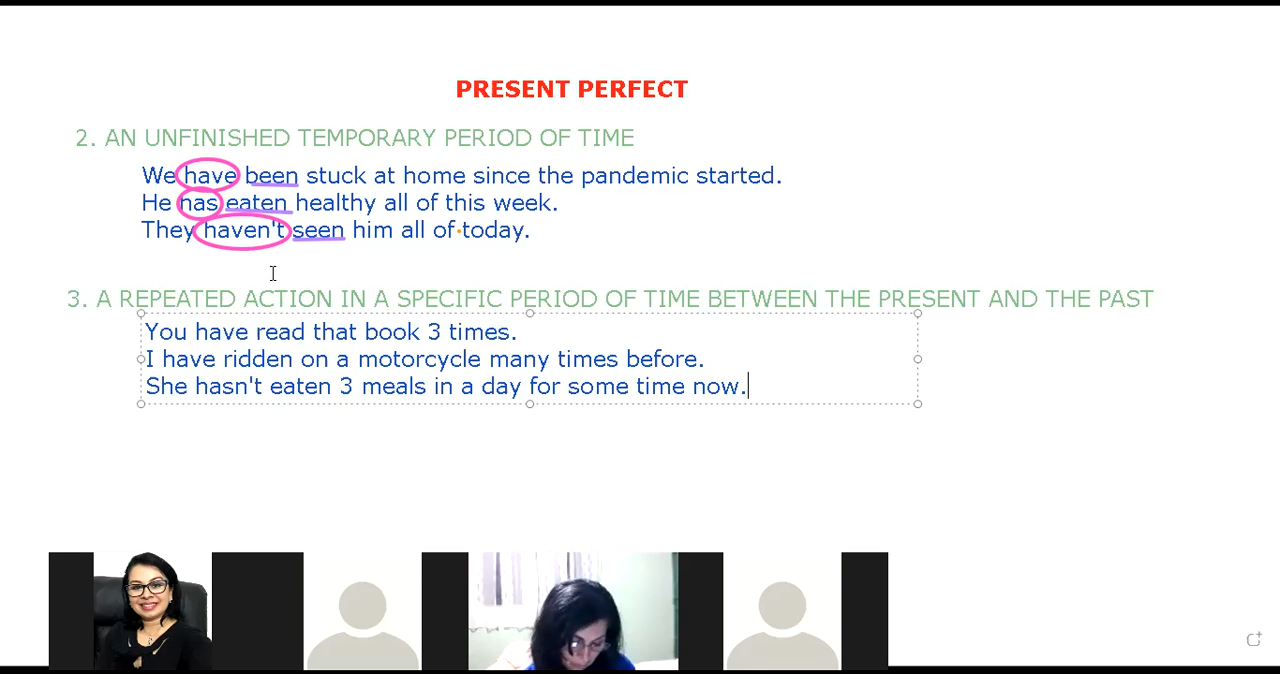 PRESENT PERFECT
2. AN UNFINISHED TEMPORARY PERIOD OF TIME
We have been stuck at home since the pandemic started.
He has eaten healthy all of this week.
They haven't seen him all of today.
3. A REPEATED ACTION IN A SPECIFIC PERIOD OF TIME BETWEEN THE PRESENT AND THE PAST
You have read that book 3 times.
I have ridden on a motorcycle many times before.
She hasn't eaten 3 meals in a day for some time now.